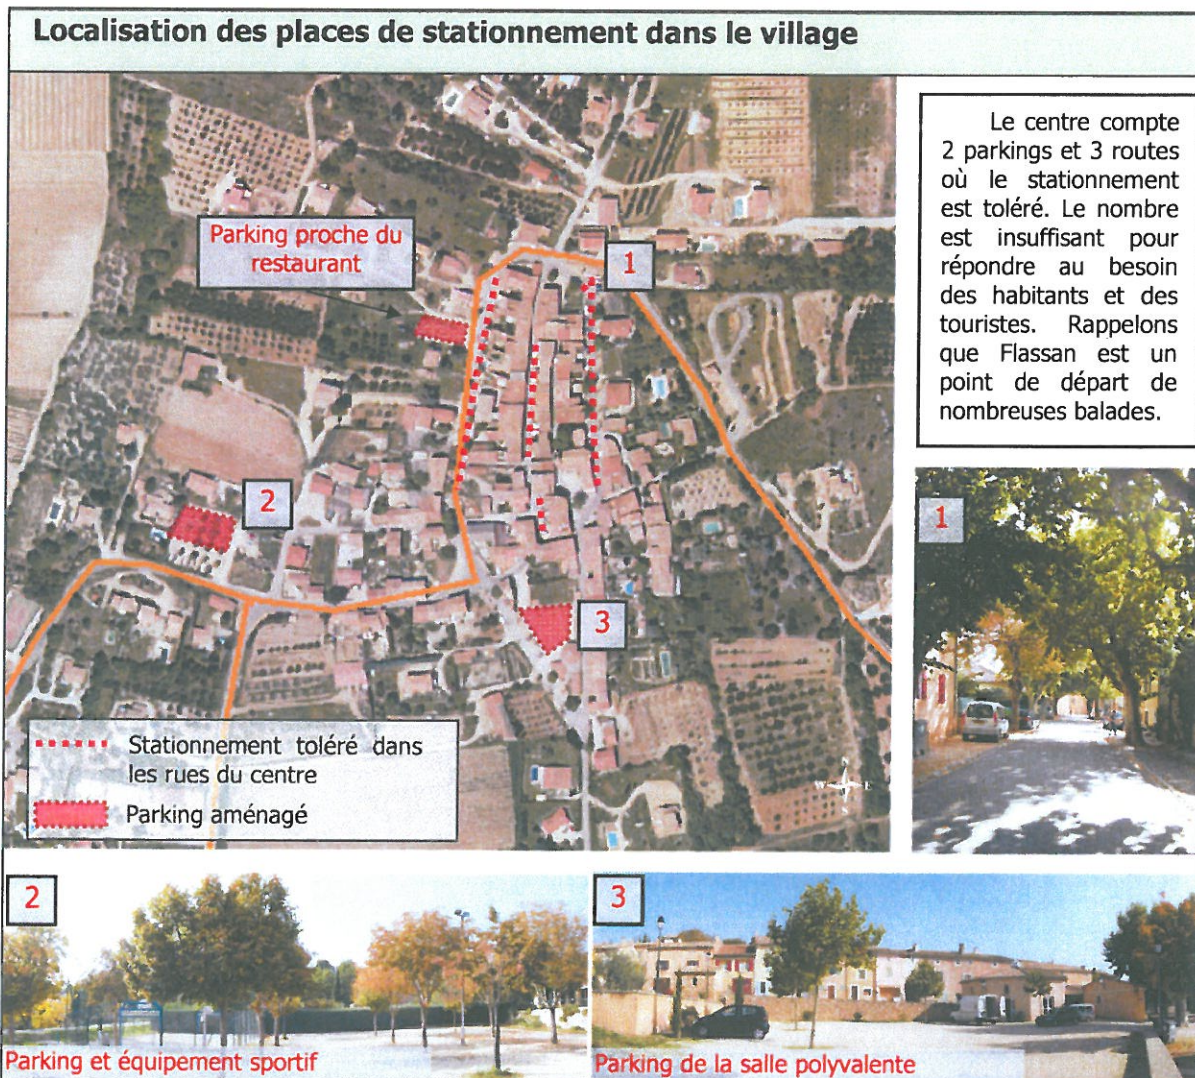 Localisation des places de stationnement dans le village
Parking proche du
restaurant
1
2
3
Stationnement toléré dans
les rues du centre
Parking aménagé
W E
S
Le centre compte
2 parkings et 3 routes
où le stationnement
est toléré. Le nombre
est insuffisant pour
répondre au besoin
des habitants et des
touristes. Rappelons
que Flassan est un
point de départ de
nombreuses balades.
1
2
Parking et équipement sportif
3
Parking de la salle polyvalente